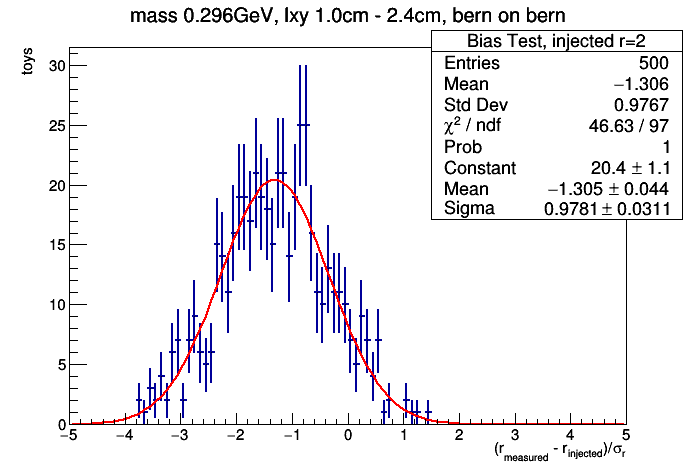 mass 0.296GeV, lxy 1.0cm - 2.4cm, bern on bern
toys
Bias Test, injected r=2
Entries 500
Mean −1.306
Std Dev 0.9767
χ² / ndf 46.63 / 97
Prob 1
Constant 20.4 ± 1.1
Mean −1.305 ± 0.044
Sigma 0.9781 ± 0.0311
30
25
20
15
10
5
0
−5 −4 −3 −2 −1 0 1 2 3 4 5
(r_measured - r_injected)/σ_r